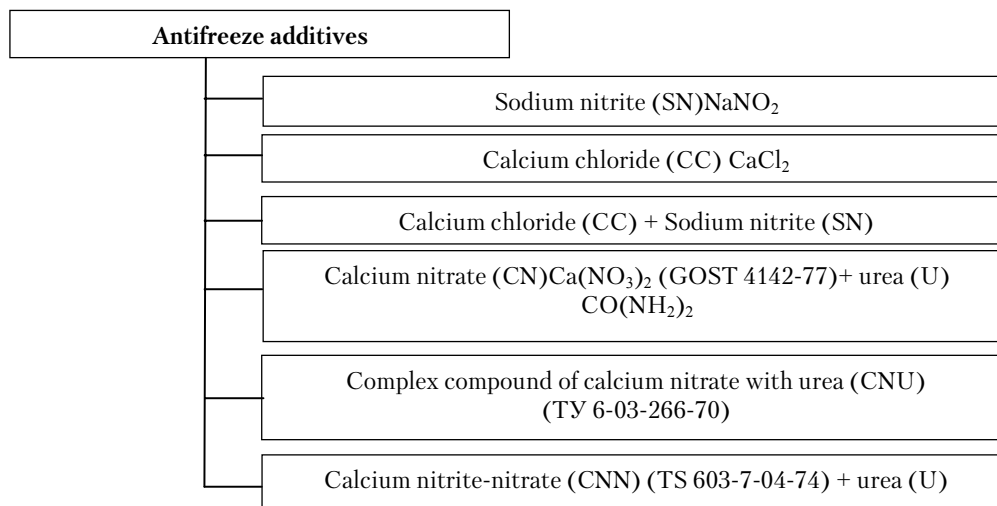 Antifreeze additives
Sodium nitrite (SN)NaNO₂
Calcium chloride (CC) CaCl₂
Calcium chloride (CC) + Sodium nitrite (SN)
Calcium nitrate (CN)Ca(NO₃)₂ (GOST 4142-77)+ urea (U)
CO(NH₂)₂
Complex compound of calcium nitrate with urea (CNU)
(ТУ 6-03-266-70)
Calcium nitrite-nitrate (CNN) (TS 603-7-04-74) + urea (U)